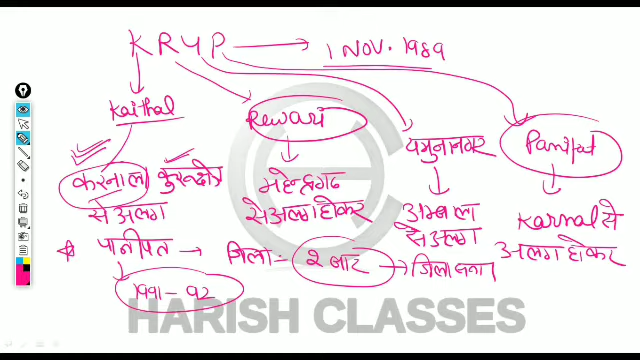 KRYP → 1 NOV. 1989
Kaithal Rewari यमुनानगर Panipat
करनाल कुरूक्षेत्र महेन्द्रगढ अम्बाला Karnal से
से अलग से अलग होकर से अलग अलग होकर
पानीपत → जिला - २ बार → जिला बना।
1991-92
HARISH CLASSES